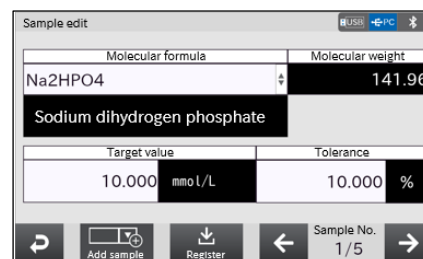 Sample edit USB PC
Molecular formula Molecular weight
Na2HPO4 141.96
Sodium dihydrogen phosphate
Target value Tolerance
10.000 mmol/L 10.000 %
Sample No.
Add sample Register 1/5